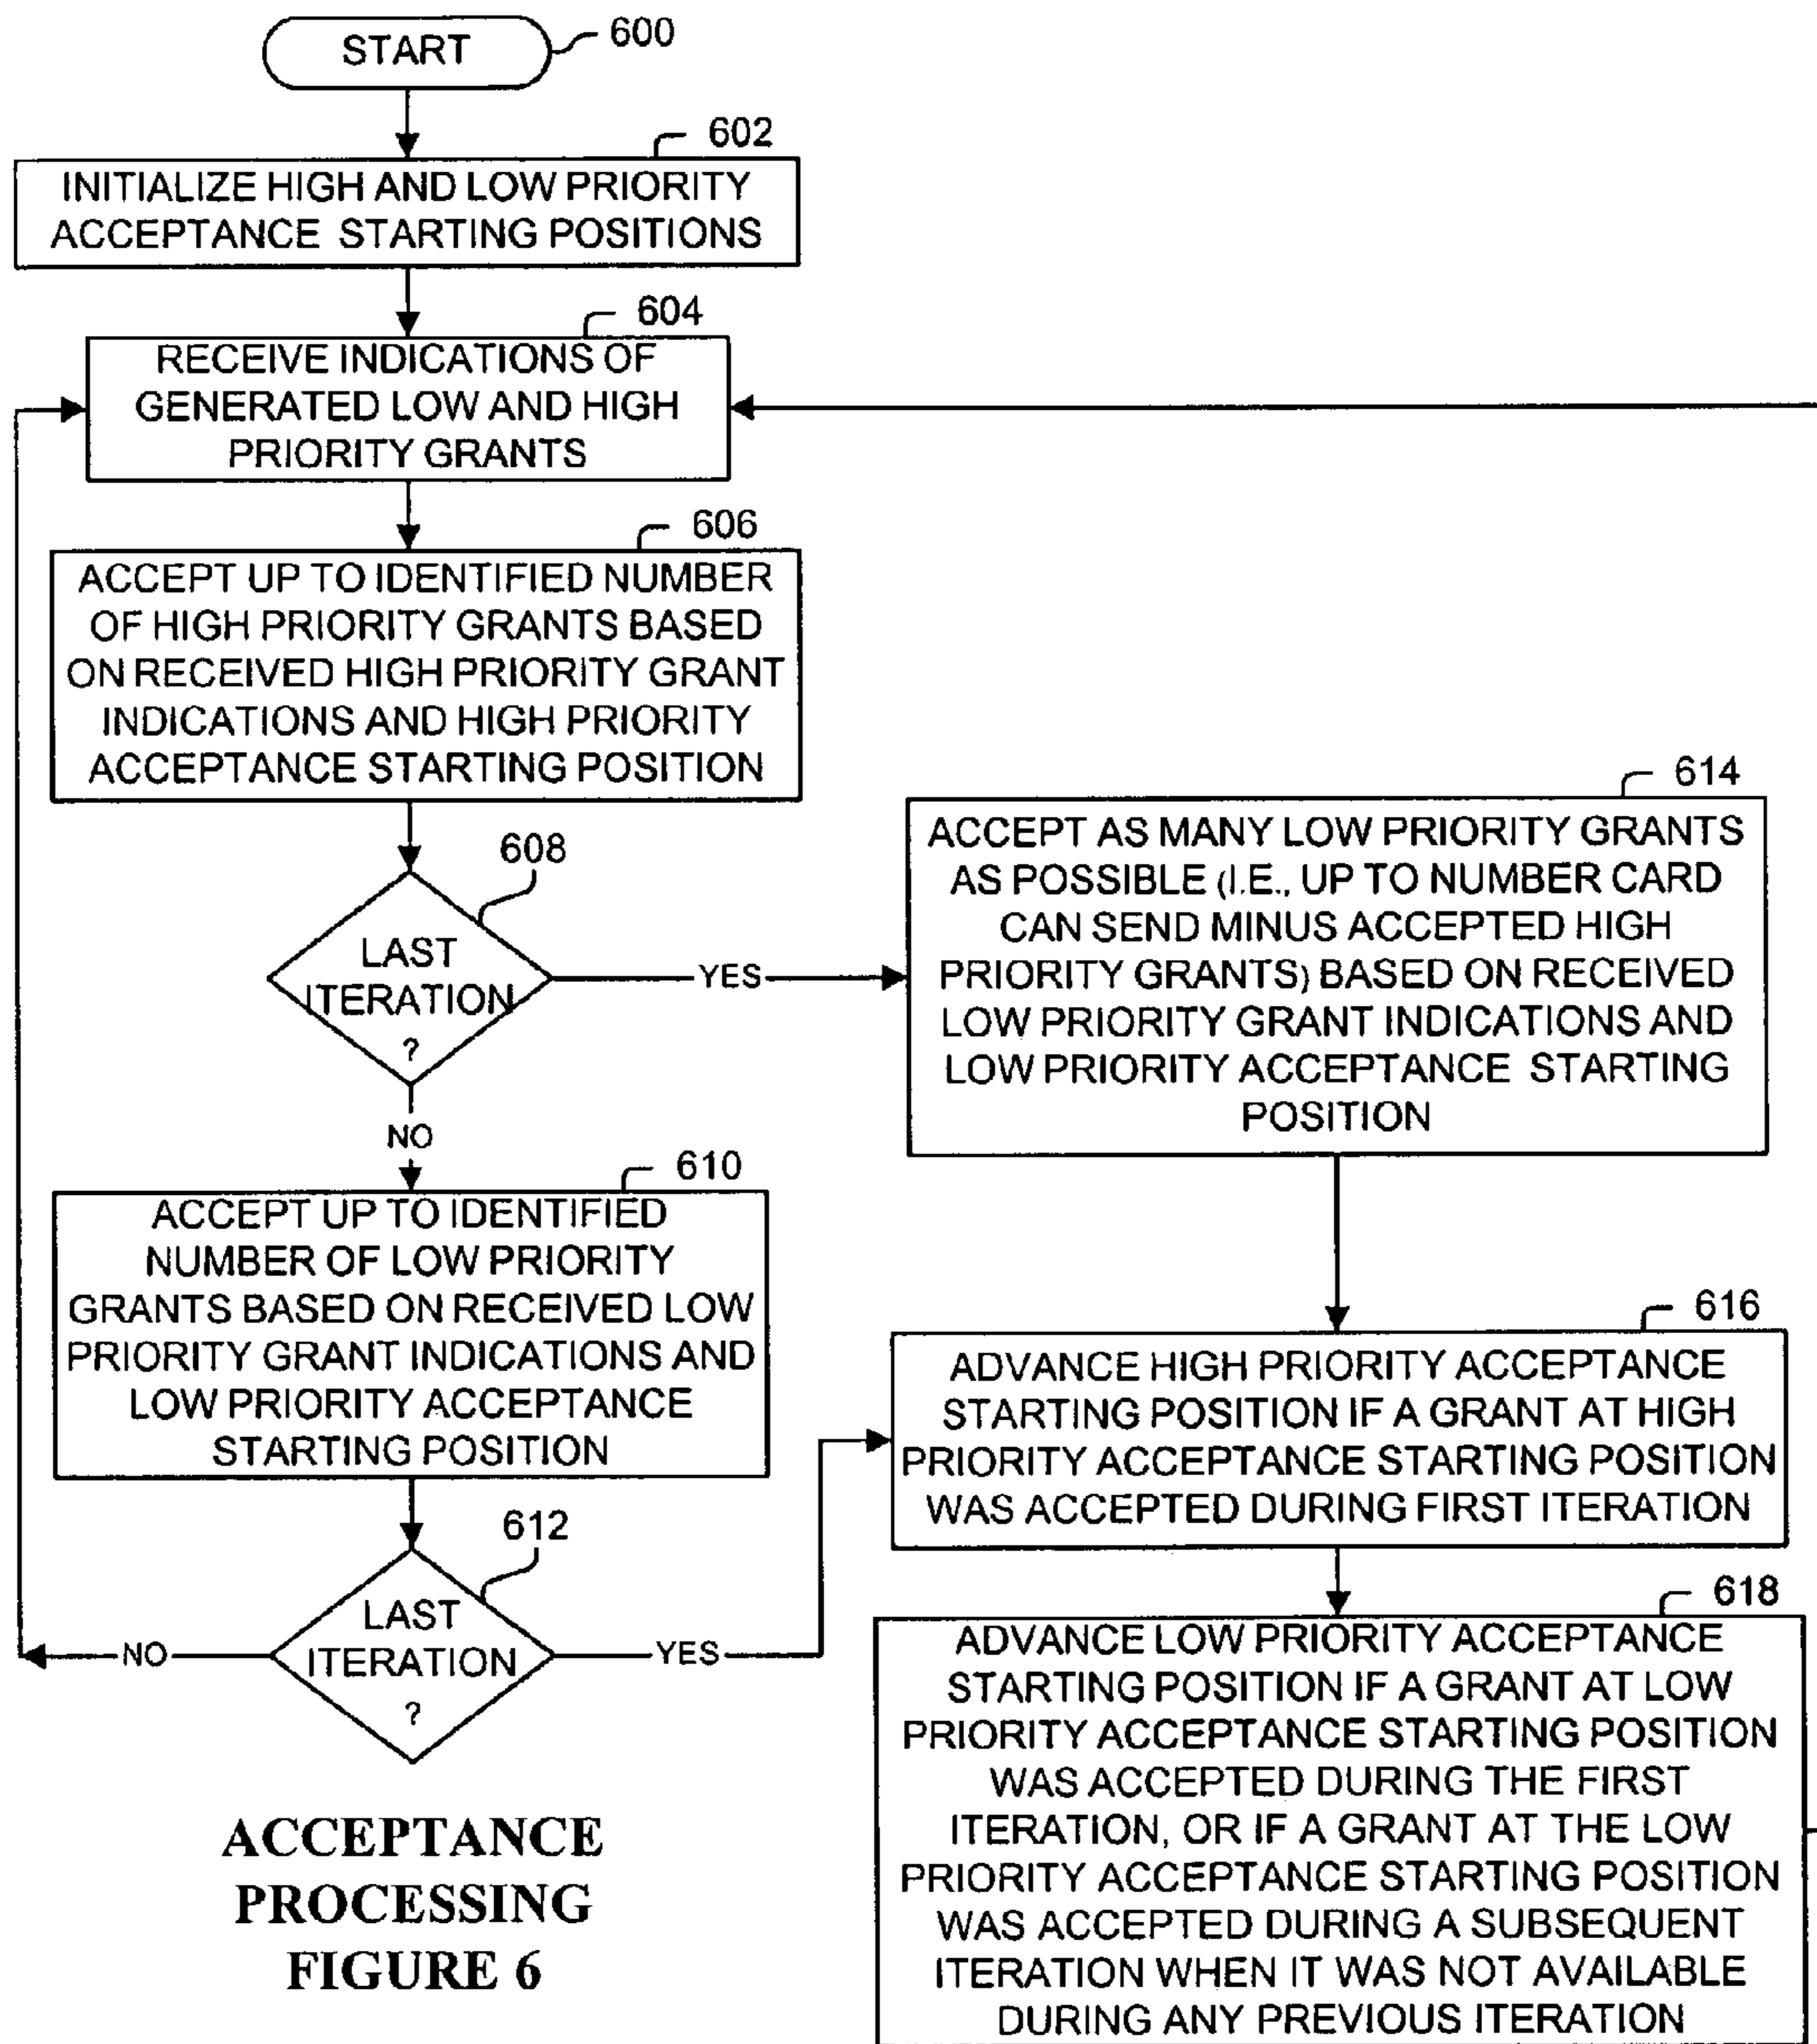 START
600
602
INITIALIZE HIGH AND LOW PRIORITY
ACCEPTANCE STARTING POSITIONS
604
RECEIVE INDICATIONS OF
GENERATED LOW AND HIGH
PRIORITY GRANTS
606
ACCEPT UP TO IDENTIFIED NUMBER
OF HIGH PRIORITY GRANTS BASED
ON RECEIVED HIGH PRIORITY GRANT
INDICATIONS AND HIGH PRIORITY
ACCEPTANCE STARTING POSITION
608
LAST
ITERATION
?
YES
NO
610
ACCEPT UP TO IDENTIFIED
NUMBER OF LOW PRIORITY
GRANTS BASED ON RECEIVED LOW
PRIORITY GRANT INDICATIONS AND
LOW PRIORITY ACCEPTANCE
STARTING POSITION
612
LAST
ITERATION
?
NO
YES
614
ACCEPT AS MANY LOW PRIORITY GRANTS
AS POSSIBLE (I.E., UP TO NUMBER CARD
CAN SEND MINUS ACCEPTED HIGH
PRIORITY GRANTS) BASED ON RECEIVED
LOW PRIORITY GRANT INDICATIONS AND
LOW PRIORITY ACCEPTANCE STARTING
POSITION
616
ADVANCE HIGH PRIORITY ACCEPTANCE
STARTING POSITION IF A GRANT AT HIGH
PRIORITY ACCEPTANCE STARTING POSITION
WAS ACCEPTED DURING FIRST ITERATION
618
ADVANCE LOW PRIORITY ACCEPTANCE
STARTING POSITION IF A GRANT AT LOW
PRIORITY ACCEPTANCE STARTING POSITION
WAS ACCEPTED DURING THE FIRST
ITERATION, OR IF A GRANT AT THE LOW
PRIORITY ACCEPTANCE STARTING POSITION
WAS ACCEPTED DURING A SUBSEQUENT
ITERATION WHEN IT WAS NOT AVAILABLE
DURING ANY PREVIOUS ITERATION
ACCEPTANCE
PROCESSING
FIGURE 6